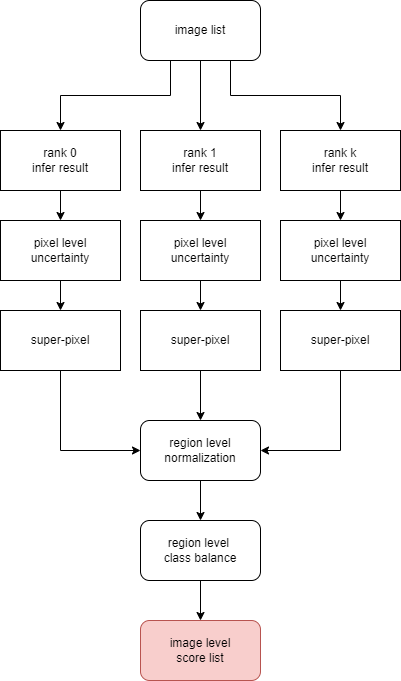 image list
rank 0
infer result
rank 1
infer result
rank k
infer result
pixel level
uncertainty
pixel level
uncertainty
pixel level
uncertainty
super-pixel
super-pixel
super-pixel
region level
normalization
region level
class balance
image level
score list